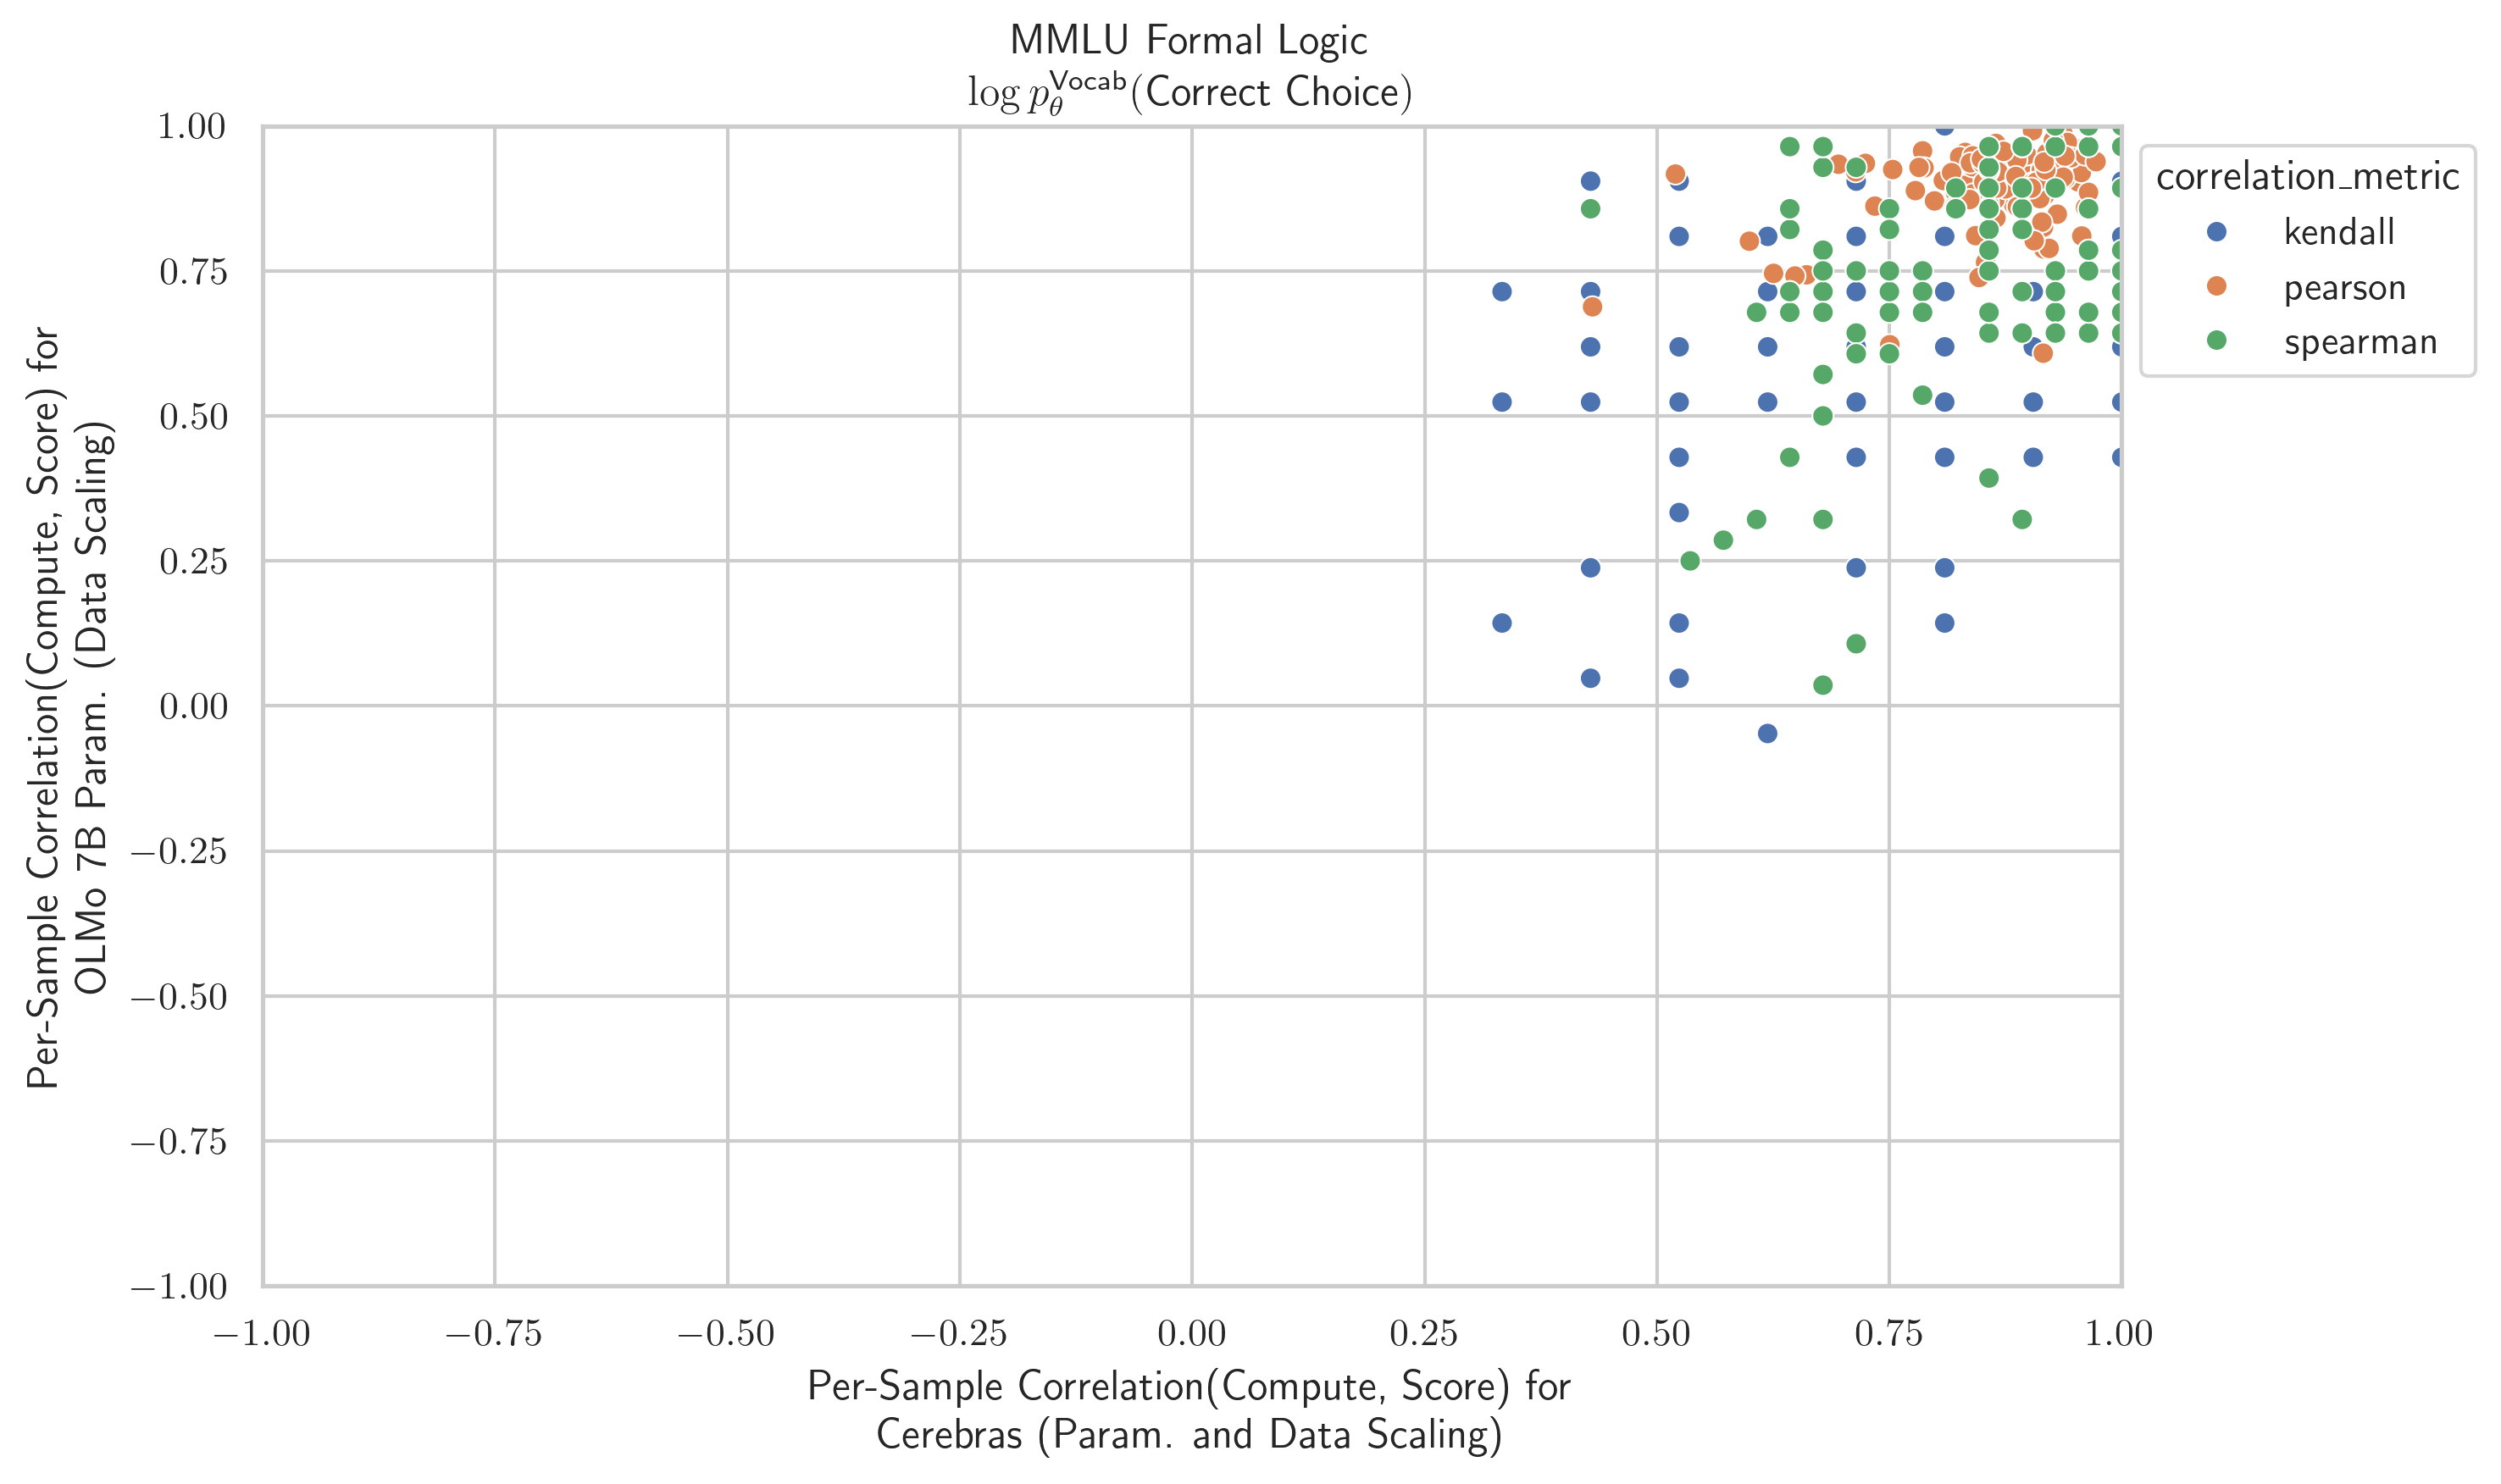 MMLU Formal Logic
log p_θ^Vocab(Correct Choice)
1.00
0.75
0.50
0.25
0.00
−0.25
−0.50
−0.75
−1.00
Per-Sample Correlation(Compute, Score) for
OLMo 7B Param. (Data Scaling)
correlation_metric
kendall
pearson
spearman
−1.00 −0.75 −0.50 −0.25 0.00 0.25 0.50 0.75 1.00
Per-Sample Correlation(Compute, Score) for
Cerebras (Param. and Data Scaling)